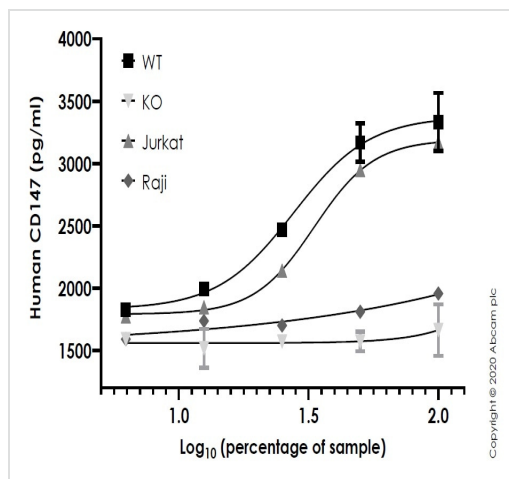 4000
3500
3000
2500
2000
1500
Human CD147 (pg/ml)
WT
KO
Jurkat
Raji
1.0 1.5 2.0
Log10 (percentage of sample)
Copyright © 2020 Abcam plc